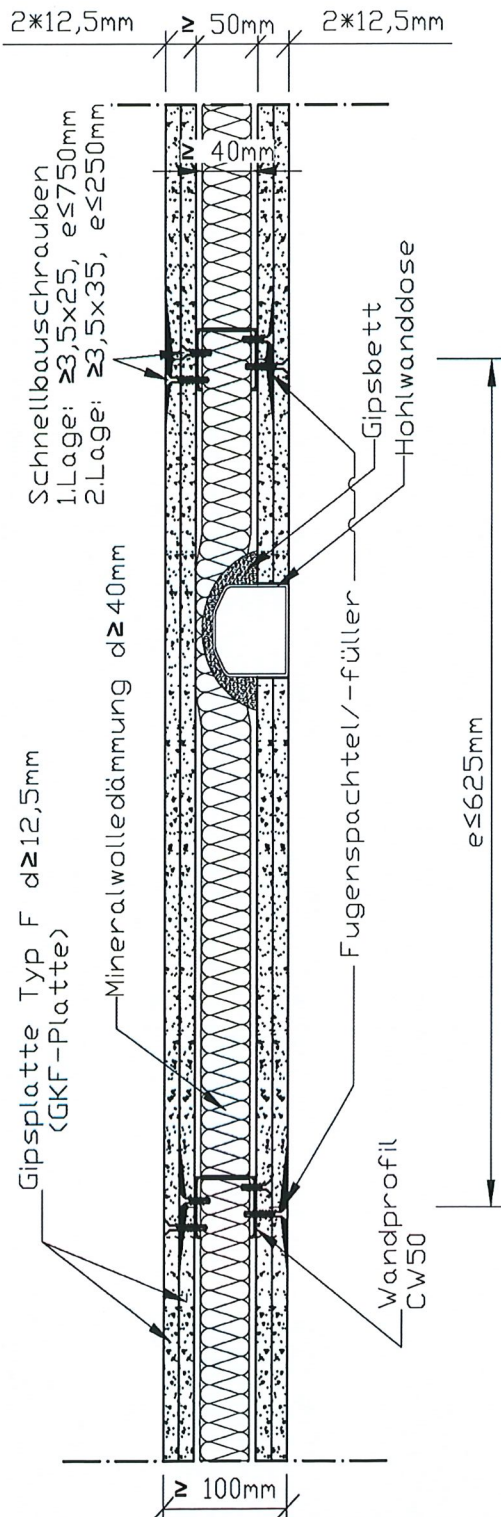 2*12,5mm
≥ 50mm
2*12,5mm
≥ 40mm
Schnellbauschrauben
1.Lage: ≥3,5x25, e≤750mm
2.Lage: ≥3,5x35, e≤250mm
Mineralwolledämmung d≥40mm
Gipsplatte Typ F d≥12,5mm
(GKF-Platte)
Gipsbett
Hohlwanddose
Fugenspachtel/-füller
e≤625mm
Wandprofil
CW50
≥ 100mm